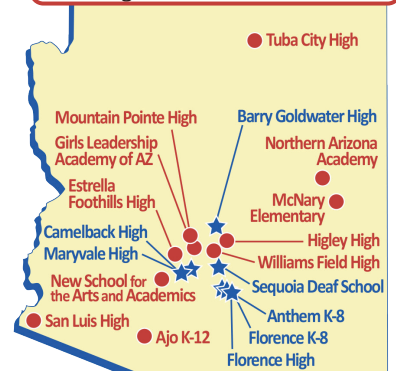 Tuba City High
Mountain Pointe High
Barry Goldwater High
Girls Leadership
Academy of AZ
Northern Arizona
Academy
Estrella
Foothills High
McNary
Elementary
Camelback High
Maryvale High
Higley High
Williams Field High
New School for
the Arts and Academics
Sequoia Deaf School
San Luis High
Ajo K-12
Anthem K-8
Florence K-8
Florence High